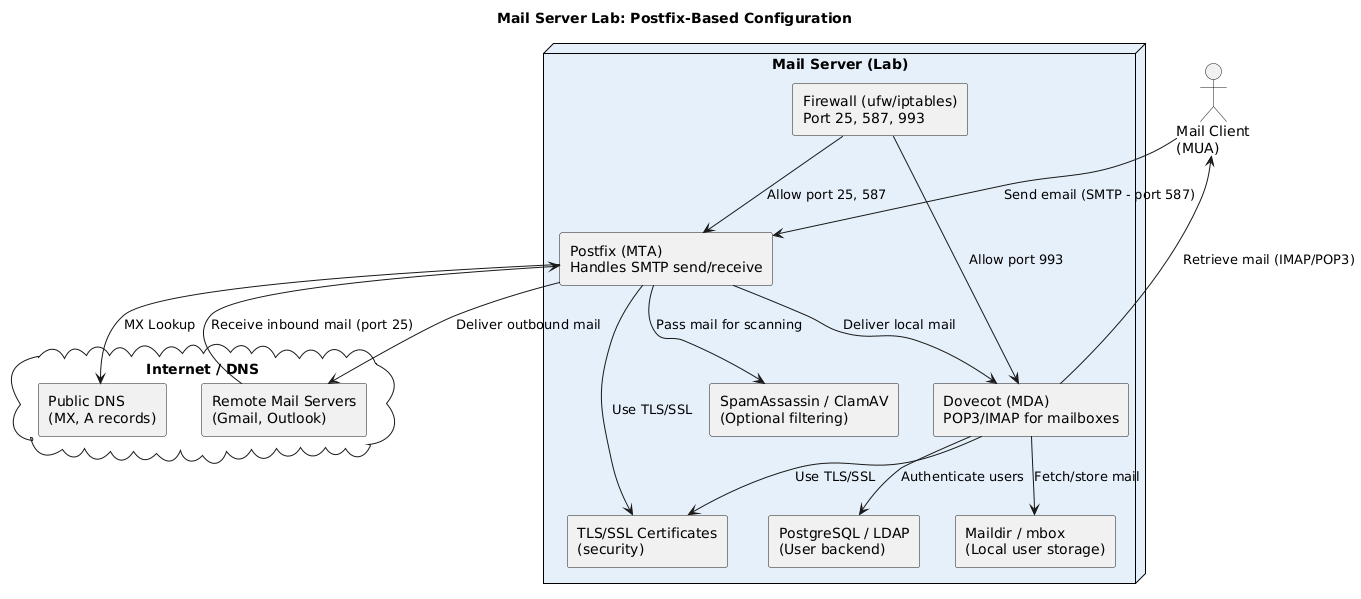 Mail Server Lab: Postfix-Based Configuration
Mail Server (Lab)
Firewall (ufw/iptables)
Port 25, 587, 993
Mail Client
(MUA)
Allow port 25, 587
Send email (SMTP - port 587)
Postfix (MTA)
Handles SMTP send/receive
Allow port 993
Retrieve mail (IMAP/POP3)
MX Lookup
Receive inbound mail (port 25)
Deliver outbound mail
Pass mail for scanning
Deliver local mail
Internet / DNS
Public DNS
(MX, A records)
Remote Mail Servers
(Gmail, Outlook)
Use TLS/SSL
SpamAssassin / ClamAV
(Optional filtering)
Dovecot (MDA)
POP3/IMAP for mailboxes
Use TLS/SSL
Authenticate users
Fetch/store mail
TLS/SSL Certificates
(security)
PostgreSQL / LDAP
(User backend)
Maildir / mbox
(Local user storage)